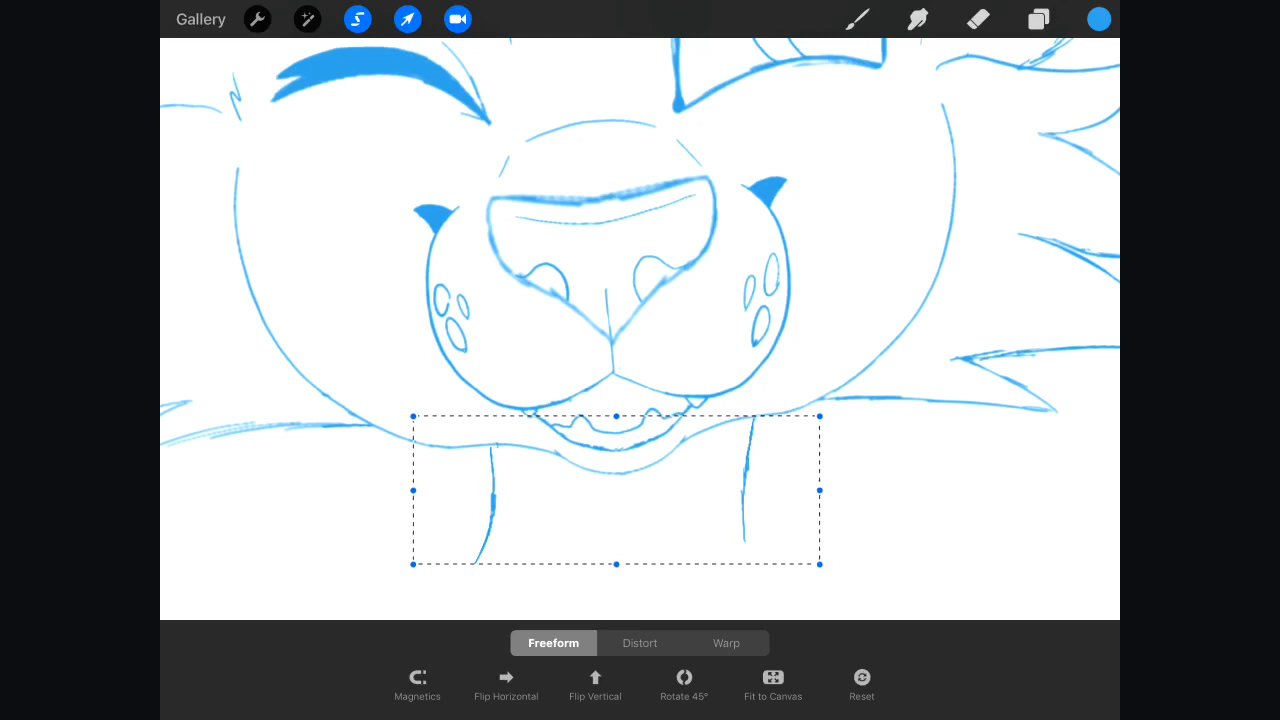 Gallery
Freeform Distort Warp
Magnetics Flip Horizontal Flip Vertical Rotate 45° Fit to Canvas Reset